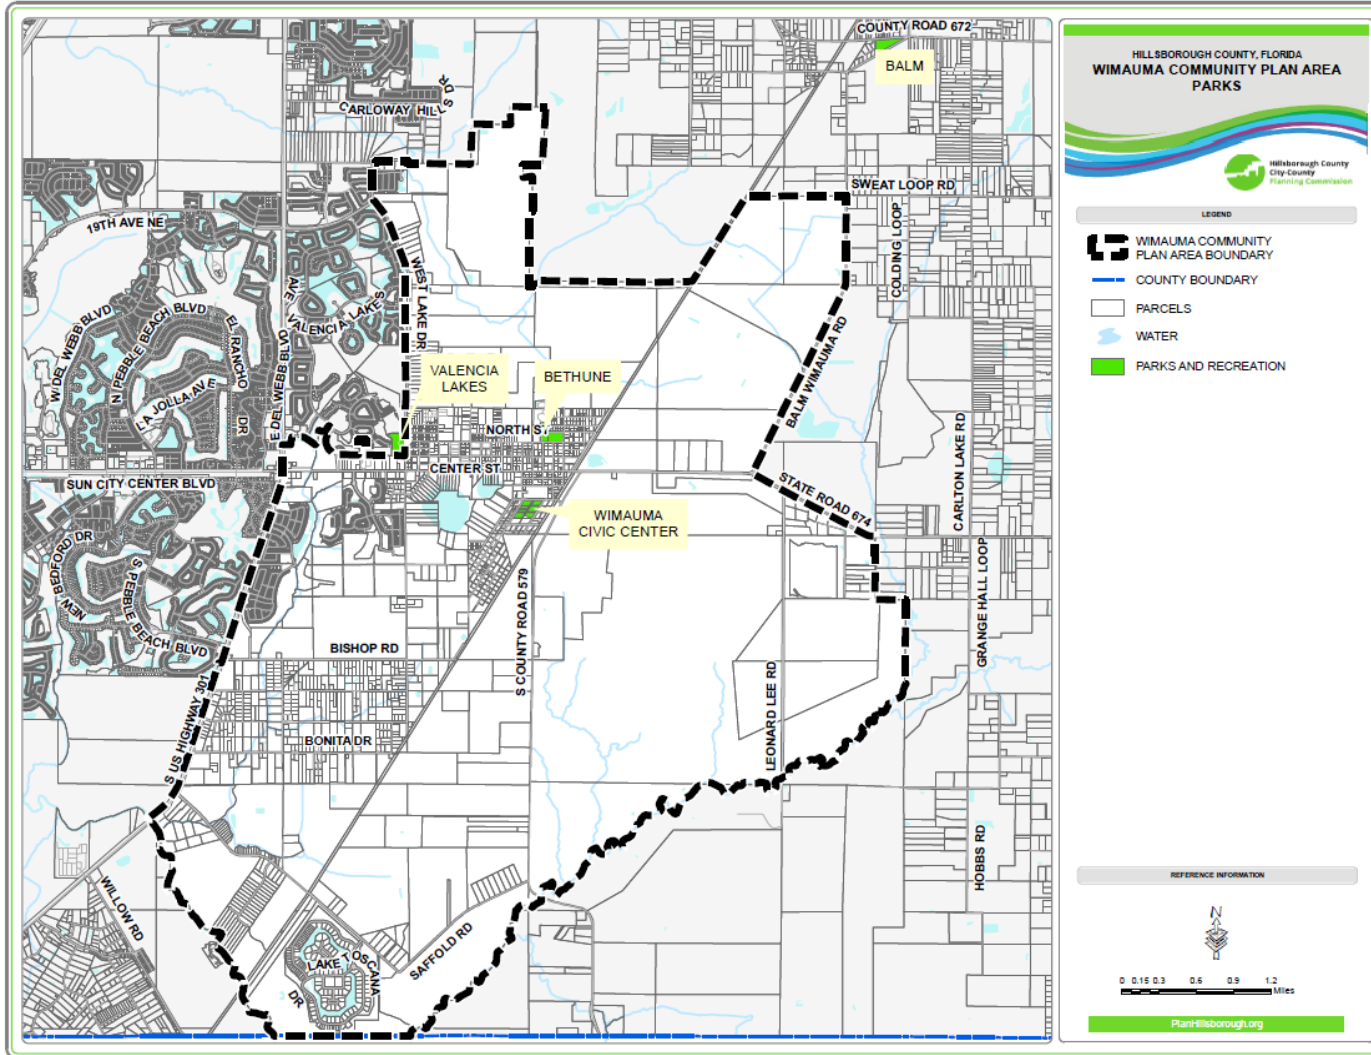 COUNTY ROAD 672
BALM
CARLOWAY HILLS DR
SWEAT LOOP RD
COLDING LOOP
19TH AVE NE
WEST LAKE DR
VALENCIA LAKES
AVE
W DEL WEBB BLVD
N PEBBLE BEACH BLVD
EL RANCHO
DR
LA JOLLA AVE
E DEL WEBB BLVD
BALM WIMAUMA RD
VALENCIA
LAKES
BETHUNE
NORTH ST
CENTER ST
SUN CITY CENTER BLVD
STATE ROAD 674
CARLTON LAKE RD
WIMAUMA
CIVIC CENTER
NEW BEDFORD DR
S PEBBLE BEACH BLVD
S COUNTY ROAD 579
GRANGE HALL LOOP
BISHOP RD
S US HIGHWAY 301
LEONARD LEE RD
BONITA DR
HOBBS RD
WILLOW RD
SAFFOLD RD
LAKE TOSCANA
DR
HILLSBOROUGH COUNTY, FLORIDA
WIMAUMA COMMUNITY PLAN AREA
PARKS
Hillsborough County
City-County
Planning Commission
LEGEND
WIMAUMA COMMUNITY
PLAN AREA BOUNDARY
COUNTY BOUNDARY
PARCELS
WATER
PARKS AND RECREATION
REFERENCE INFORMATION
N
0 0.15 0.3 0.6 0.9 1.2
Miles
PlanHillsborough.org